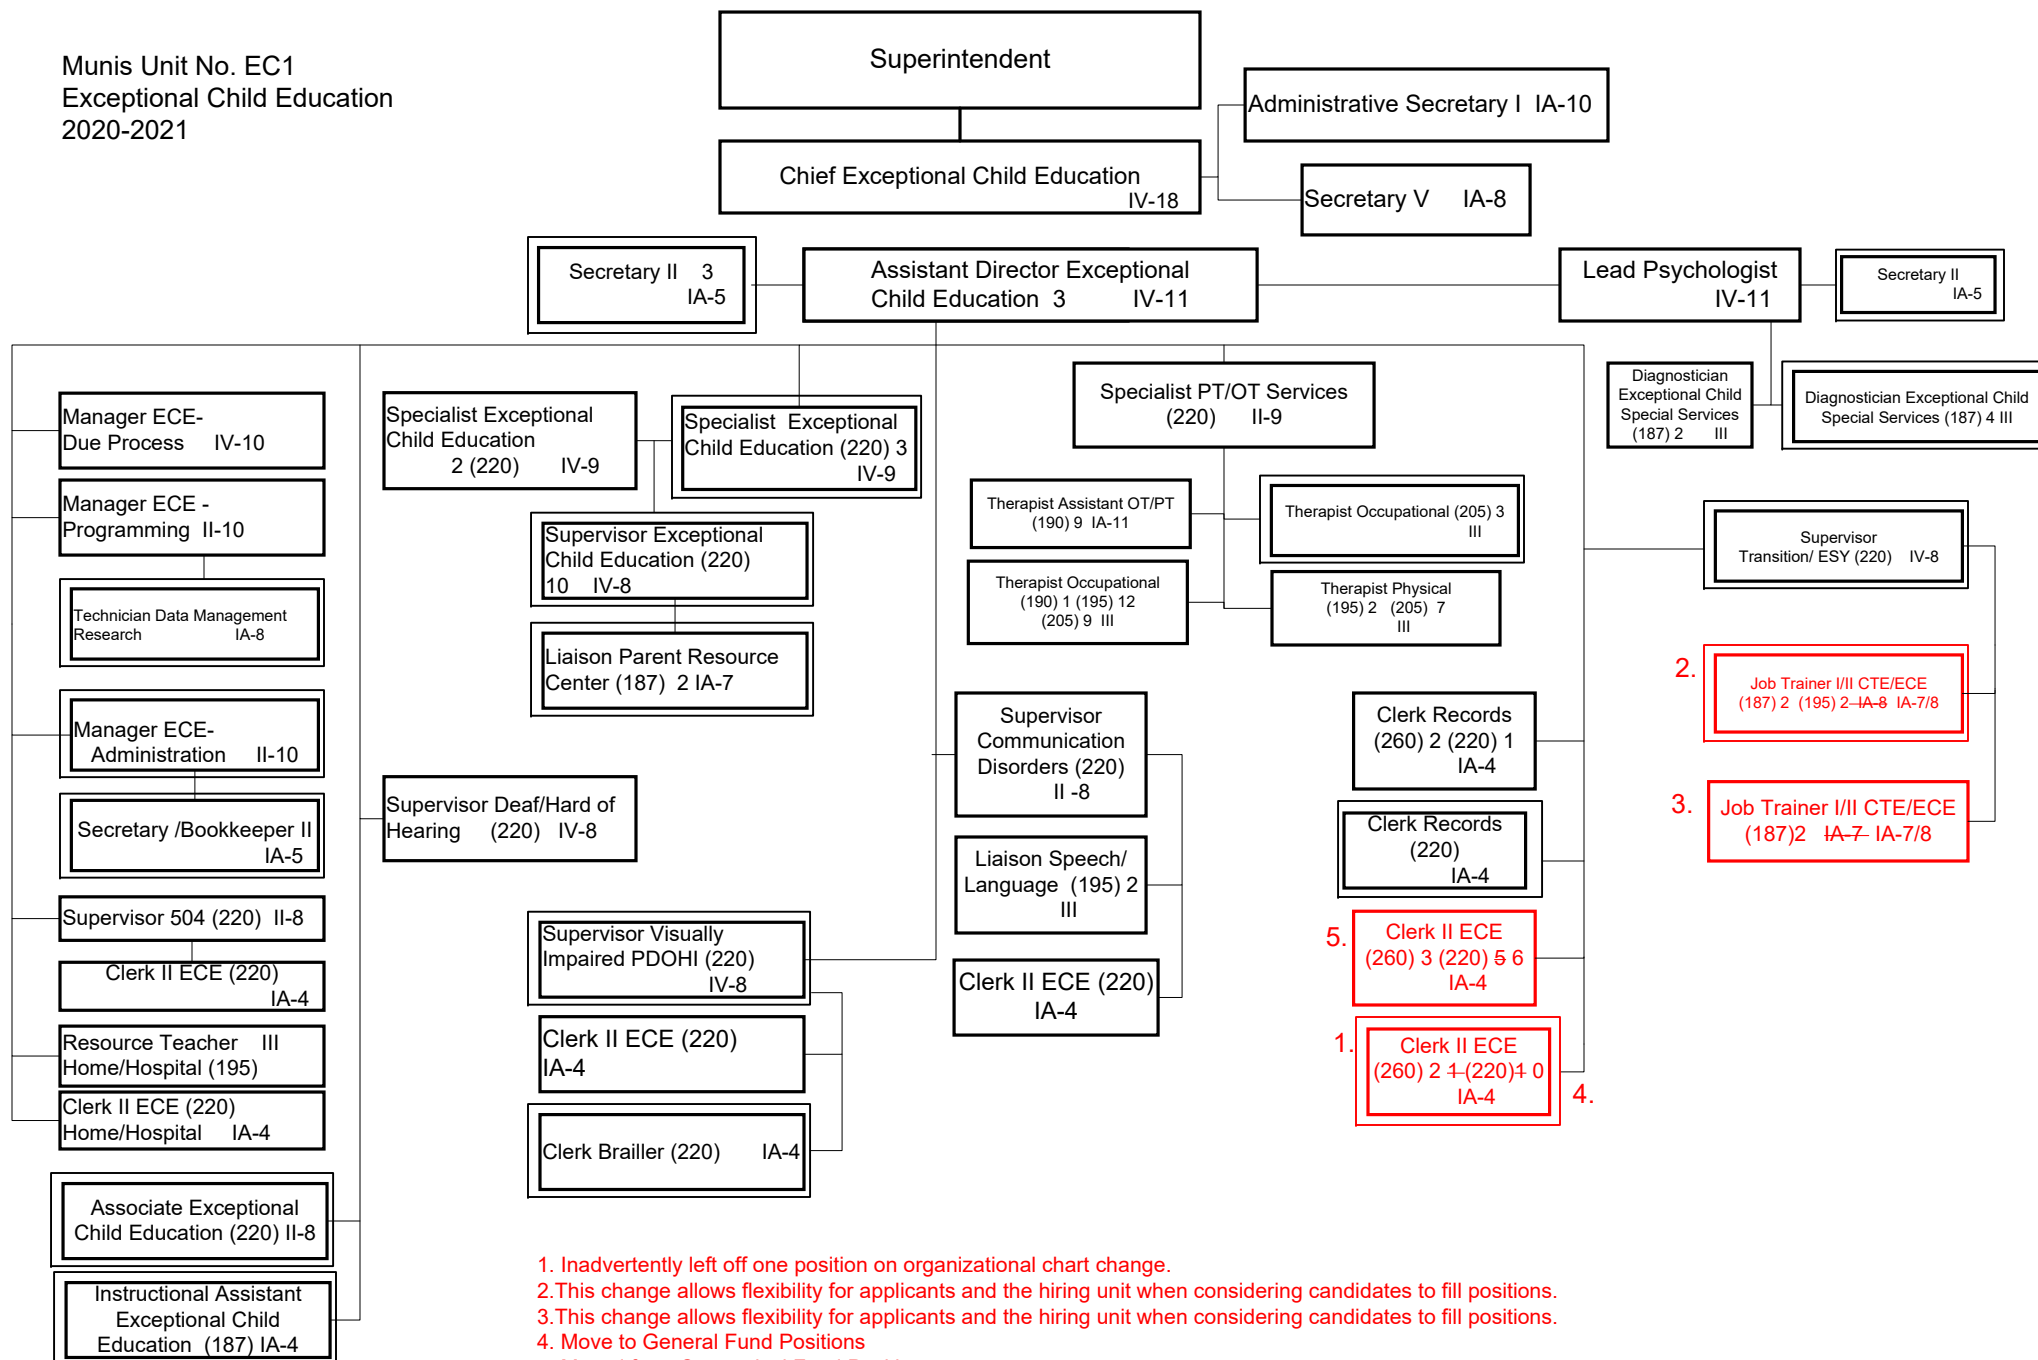 Munis Unit No. EC1
Exceptional Child Education
2020-2021
Superintendent
Chief Exceptional Child Education
IV-18
Administrative Secretary I IA-10
Secretary V IA-8
Secretary II 3
IA-5
Assistant Director Exceptional
Child Education 3 IV-11
Lead Psychologist
IV-11
Secretary II
IA-5
Manager ECE-
Due Process IV-10
Manager ECE -
Programming II-10
Technician Data Management
Research IA-8
Manager ECE-
Administration II-10
Secretary /Bookkeeper II
IA-5
Supervisor 504 (220) II-8
Clerk II ECE (220)
IA-4
Resource Teacher III
Home/Hospital (195)
Clerk II ECE (220)
Home/Hospital IA-4
Associate Exceptional
Child Education (220) II-8
Instructional Assistant
Exceptional Child
Education (187) IA-4
Specialist Exceptional
Child Education
2 (220) IV-9
Specialist Exceptional
Child Education (220) 3
IV-9
Supervisor Exceptional
Child Education (220)
10 IV-8
Liaison Parent Resource
Center (187) 2 IA-7
Supervisor Deaf/Hard of
Hearing (220) IV-8
Supervisor Visually
Impaired PDOHI (220)
IV-8
Clerk II ECE (220)
IA-4
Clerk Brailler (220) IA-4
Specialist PT/OT Services
(220) II-9
Therapist Assistant OT/PT
(190) 9 IA-11
Therapist Occupational (205) 3
III
Therapist Occupational
(190) 1 (195) 12
(205) 9 III
Therapist Physical
(195) 2 (205) 7
III
Supervisor
Communication
Disorders (220)
II -8
Liaison Speech/
Language (195) 2
III
Clerk II ECE (220)
IA-4
Clerk Records
(260) 2 (220) 1
IA-4
Clerk Records
(220)
IA-4
5.
Clerk II ECE
(260) 3 (220) 5 6
IA-4
1.
Clerk II ECE
(260) 2 1 (220) 1 0
IA-4
4.
Diagnostician
Exceptional Child
Special Services
(187) 2 III
Diagnostician Exceptional Child
Special Services (187) 4 III
Supervisor
Transition/ ESY (220) IV-8
2.
Job Trainer I/II CTE/ECE
(187) 2 (195) 2 IA-8 IA-7/8
3.
Job Trainer I/II CTE/ECE
(187)2 IA-7 IA-7/8
1. Inadvertently left off one position on organizational chart change.
2.This change allows flexibility for applicants and the hiring unit when considering candidates to fill positions.
3.This change allows flexibility for applicants and the hiring unit when considering candidates to fill positions.
4. Move to General Fund Positions